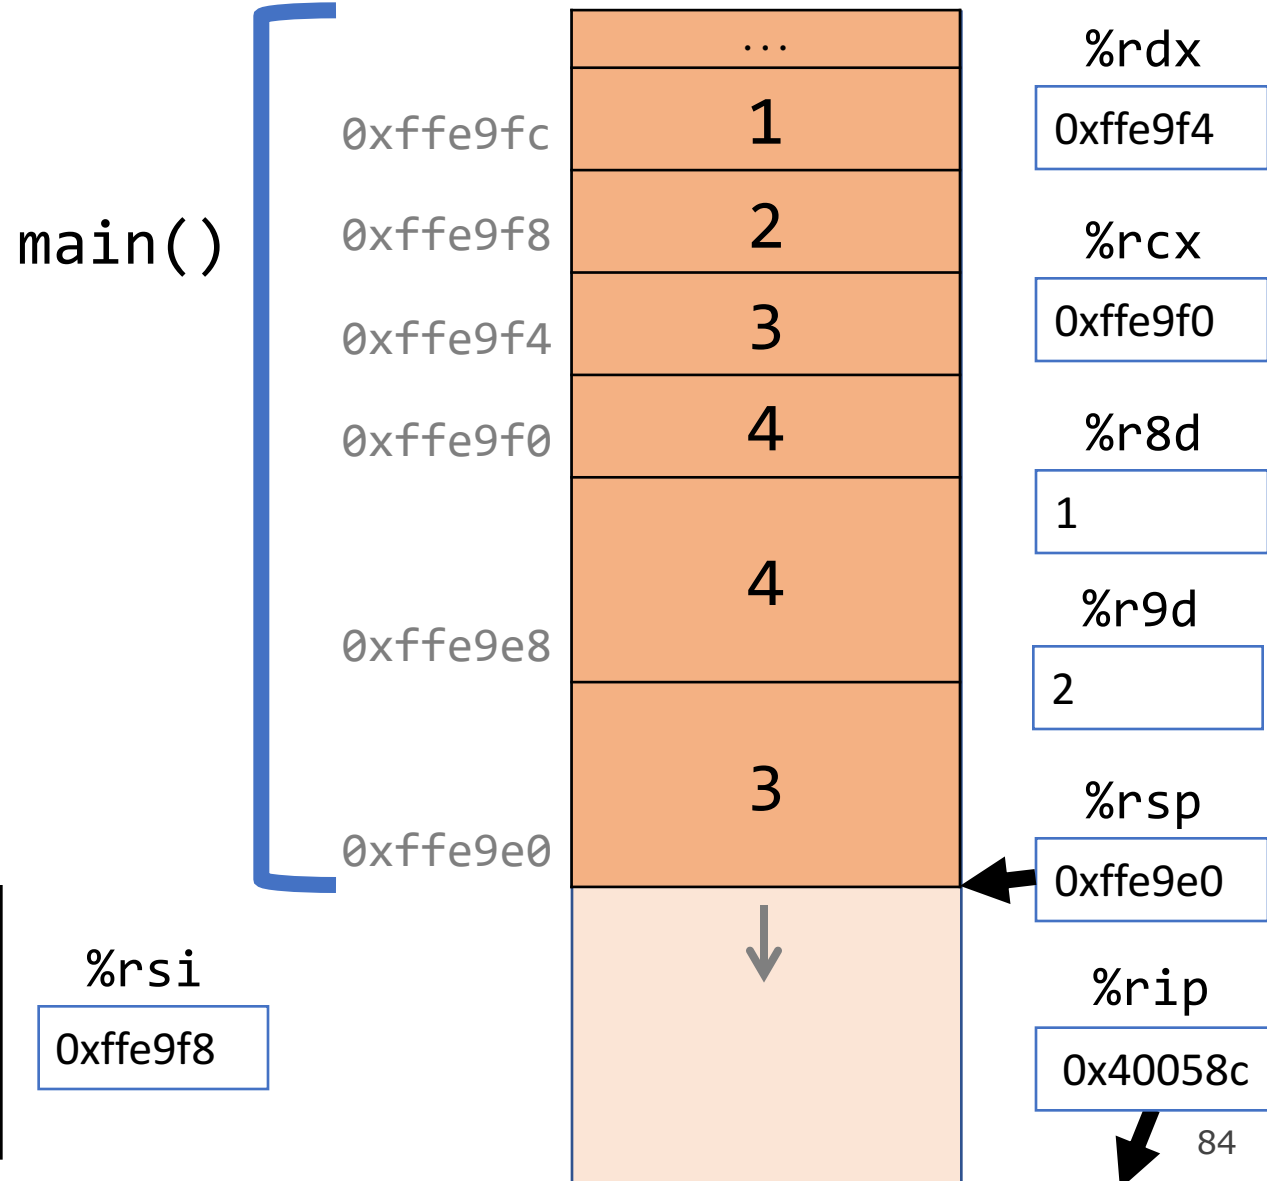 ...
%rdx
0xffe9fc
1
0xffe9f4
main()
0xffe9f8
2
%rcx
0xffe9f4
3
0xffe9f0
0xffe9f0
4
%r8d
1
0xffe9e8
4
%r9d
2
0xffe9e0
3
%rsp
0xffe9e0
%rsi
0xffe9f8
%rip
0x40058c
84